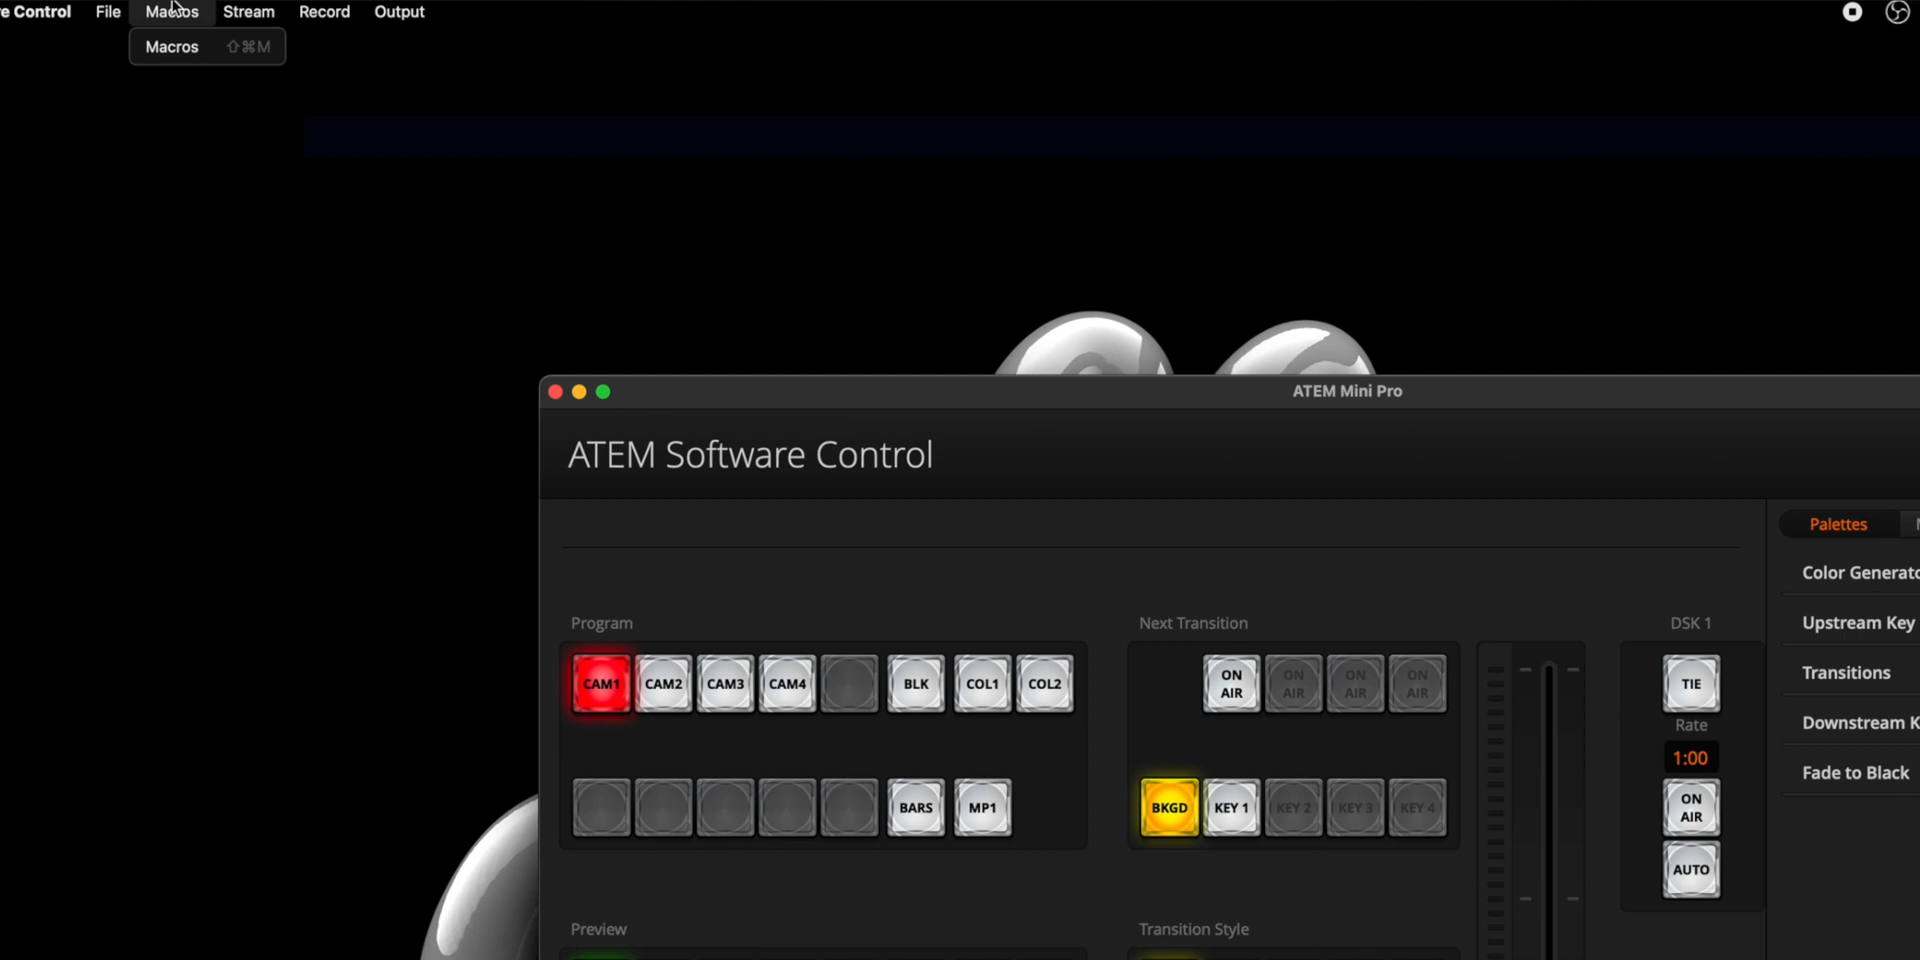 e Control File Macros Stream Record Output
Macros ⇧⌘M
ATEM Mini Pro
ATEM Software Control
Palettes
Color Generato
Upstream Key
Transitions
Downstream K
Fade to Black
Program
CAM1 CAM2 CAM3 CAM4 BLK COL1 COL2
BARS MP1
Next Transition
ON AIR ON AIR ON AIR ON AIR
BKGD KEY 1 KEY 2 KEY 3 KEY 4
DSK 1
TIE
Rate
1:00
ON AIR
AUTO
Preview
Transition Style